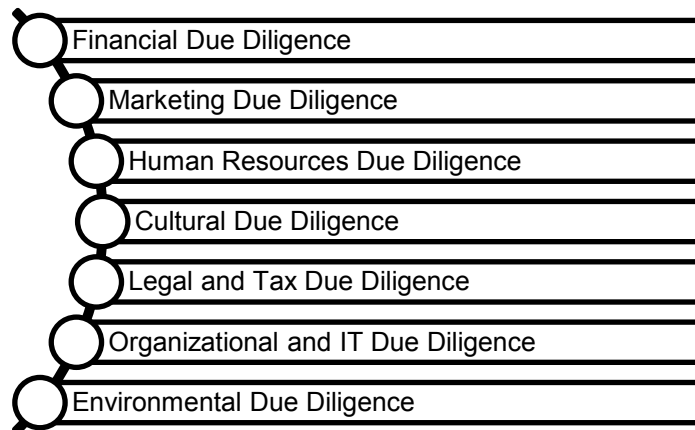 Financial Due Diligence
Marketing Due Diligence
Human Resources Due Diligence
Cultural Due Diligence
Legal and Tax Due Diligence
Organizational and IT Due Diligence
Environmental Due Diligence